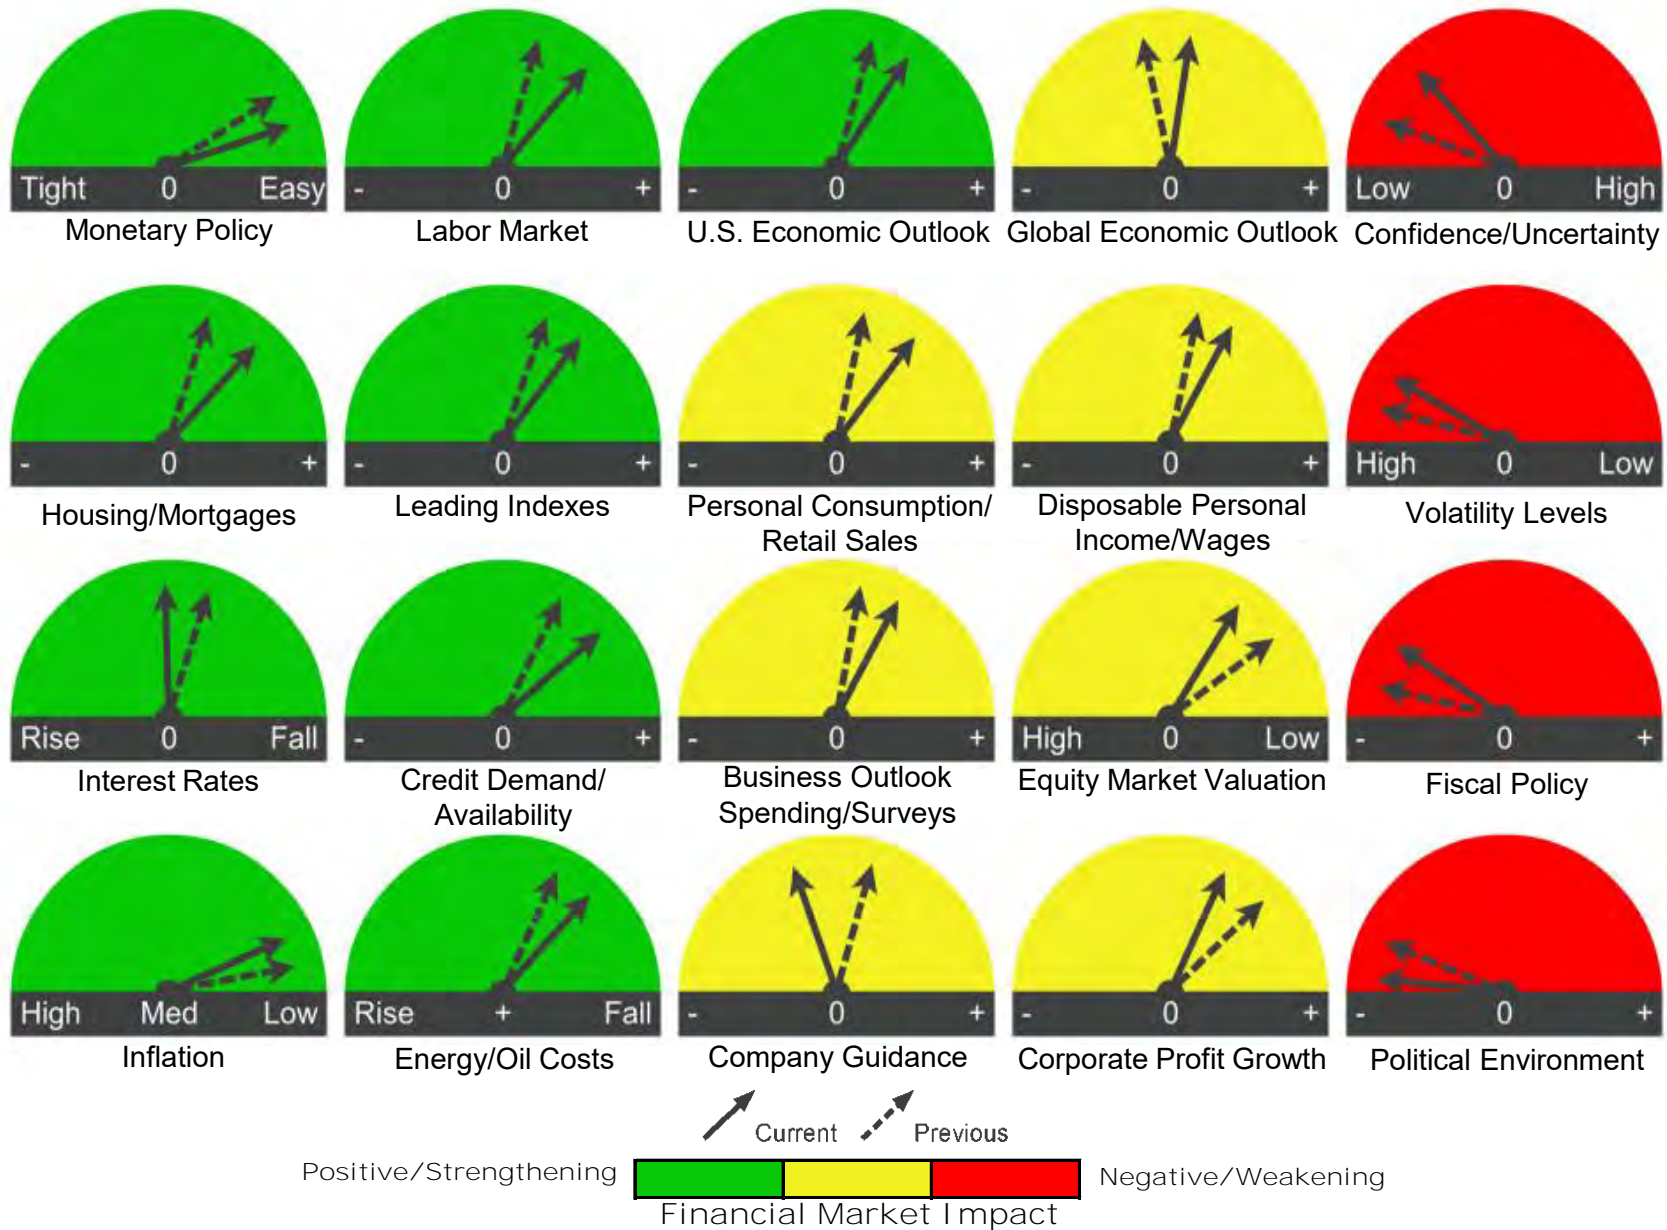 Tight 0 Easy
Monetary Policy
- 0 +
Labor Market
- 0 +
U.S. Economic Outlook
- 0 +
Global Economic Outlook
Low 0 High
Confidence/Uncertainty
- 0 +
Housing/Mortgages
- 0 +
Leading Indexes
- 0 +
Personal Consumption/
Retail Sales
- 0 +
Disposable Personal
Income/Wages
High 0 Low
Volatility Levels
Rise 0 Fall
Interest Rates
- 0 +
Credit Demand/
Availability
- 0 +
Business Outlook
Spending/Surveys
High 0 Low
Equity Market Valuation
- 0 +
Fiscal Policy
High Med Low
Inflation
Rise + Fall
Energy/Oil Costs
- 0 +
Company Guidance
- 0 +
Corporate Profit Growth
- 0 +
Political Environment
Current Previous
Positive/Strengthening Negative/Weakening
Financial Market Impact